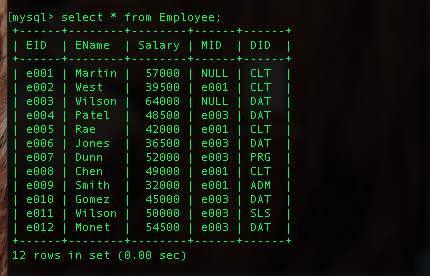 [mysql> select * from Employee;
+------+--------+--------+------+------+
| EID  | EName  | Salary | MID  | DID  |
+------+--------+--------+------+------+
| e001 | Martin |  57000 | NULL | CLT  |
| e002 | West   |  39500 | e001 | CLT  |
| e003 | Wilson |  64000 | NULL | DAT  |
| e004 | Patel  |  48500 | e003 | DAT  |
| e005 | Rae    |  42000 | e001 | CLT  |
| e006 | Jones  |  36500 | e003 | DAT  |
| e007 | Dunn   |  52000 | e003 | PRG  |
| e008 | Chen   |  49000 | e001 | CLT  |
| e009 | Smith  |  32000 | e001 | ADM  |
| e010 | Gomez  |  45000 | e003 | DAT  |
| e011 | Wilson |  50000 | e003 | SLS  |
| e012 | Monet  |  54500 | e003 | DAT  |
+------+--------+--------+------+------+
12 rows in set (0.00 sec)